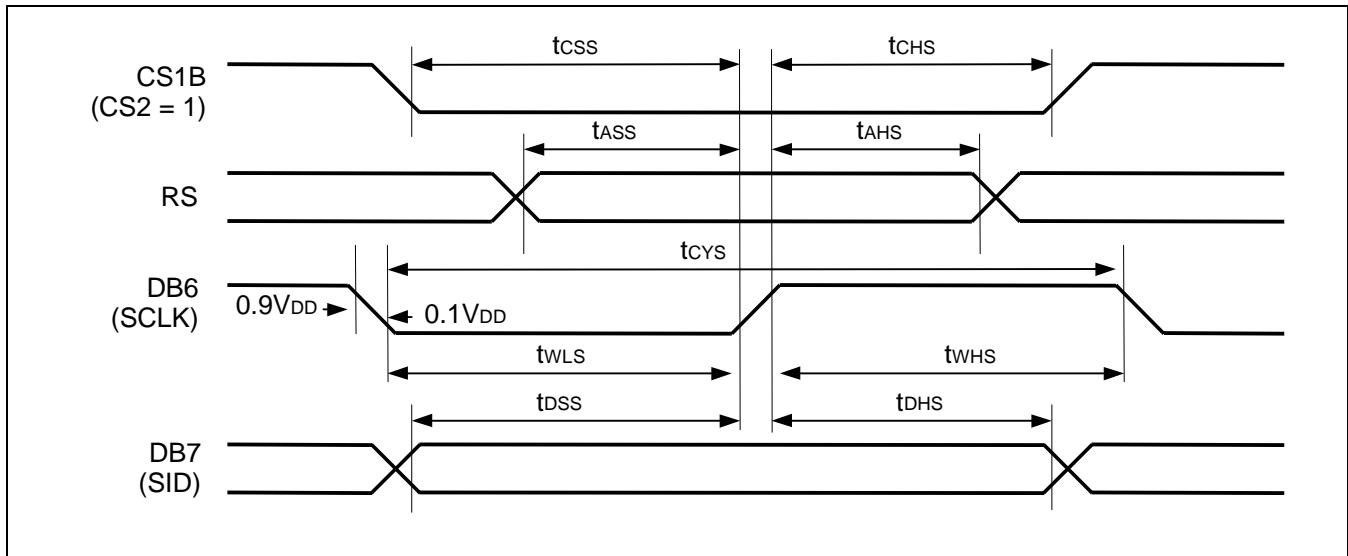 tCSS
tCHS
CS1B
(CS2 = 1)
tASS
tAHS
RS
tCYS
DB6
(SCLK)
0.9VDD
0.1VDD
tWLS
tWHS
tDSS
tDHS
DB7
(SID)